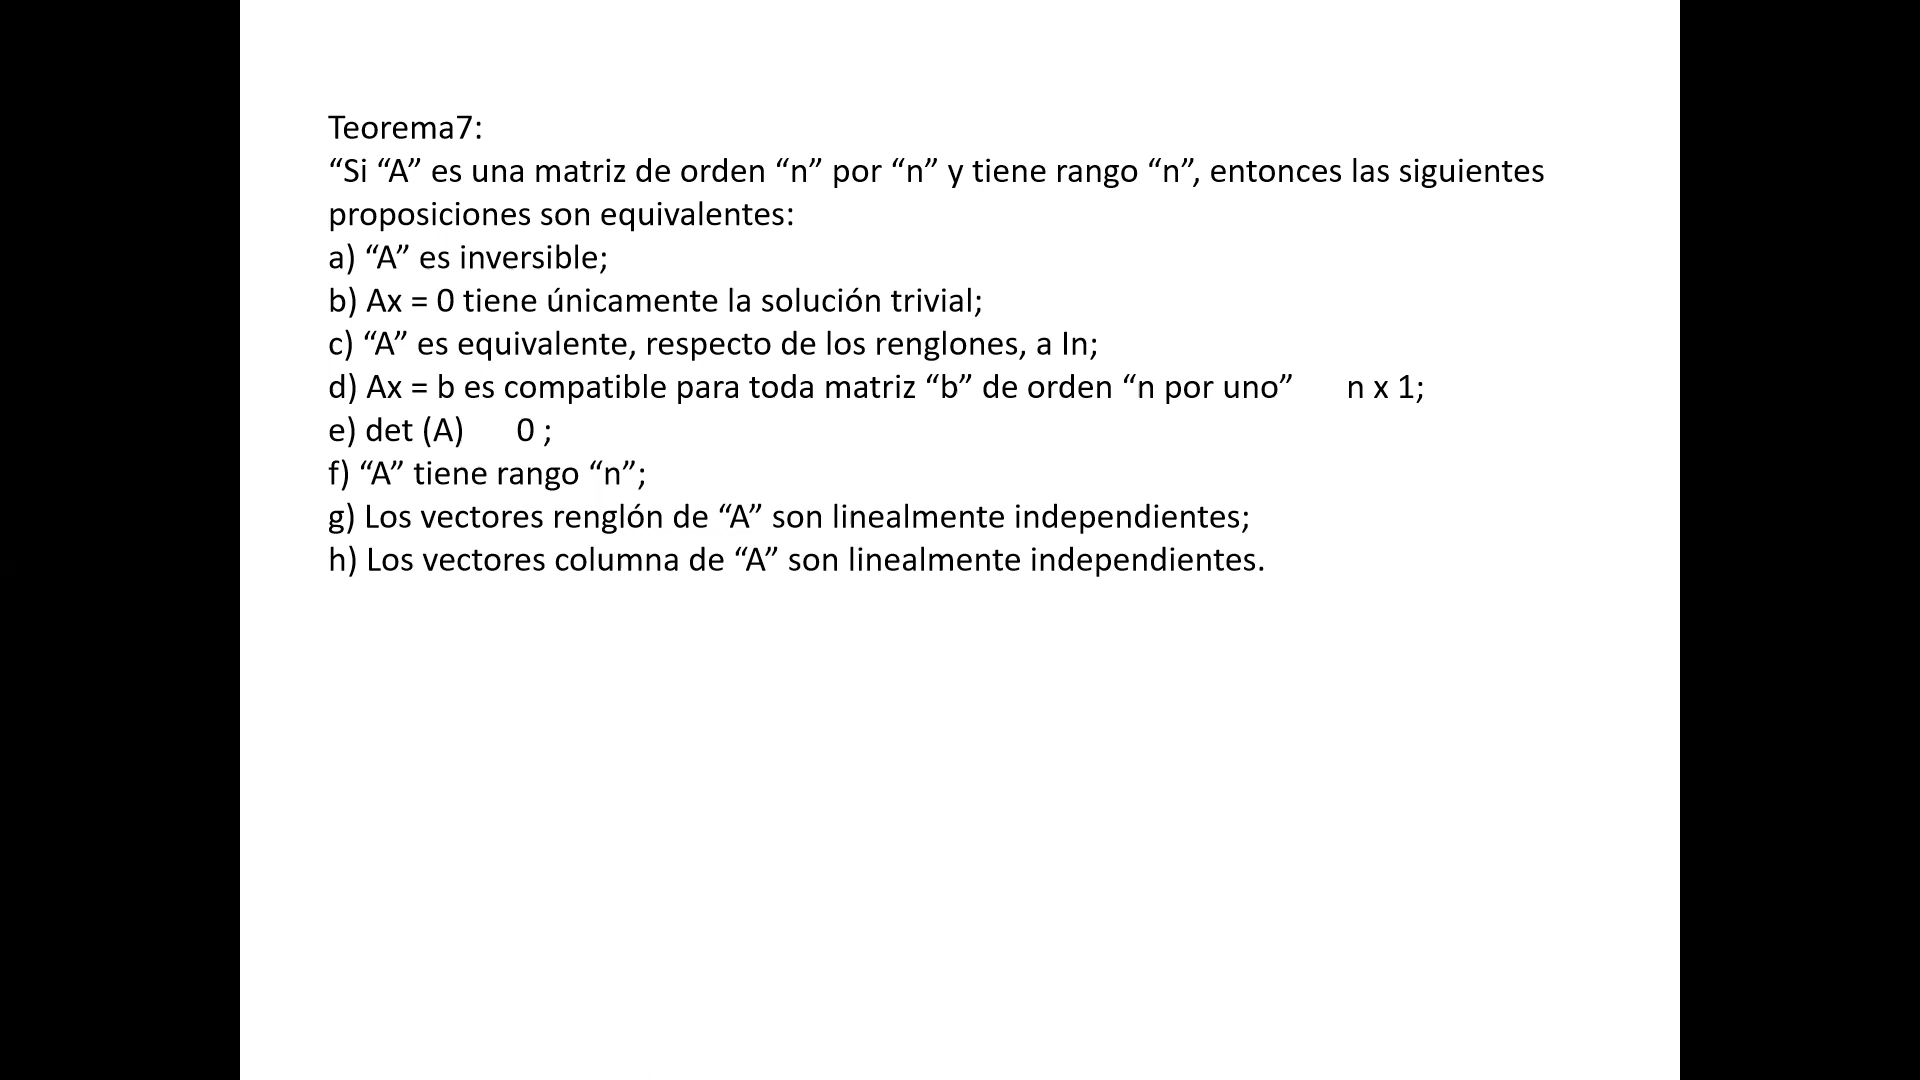 Teorema7:
“Si “A” es una matriz de orden “n” por “n” y tiene rango “n”, entonces las siguientes
proposiciones son equivalentes:
a) “A” es inversible;
b) Ax = 0 tiene únicamente la solución trivial;
c) “A” es equivalente, respecto de los renglones, a In;
d) Ax = b es compatible para toda matriz “b” de orden “n por uno” n x 1;
e) det (A) 0 ;
f) “A” tiene rango “n”;
g) Los vectores renglón de “A” son linealmente independientes;
h) Los vectores columna de “A” son linealmente independientes.